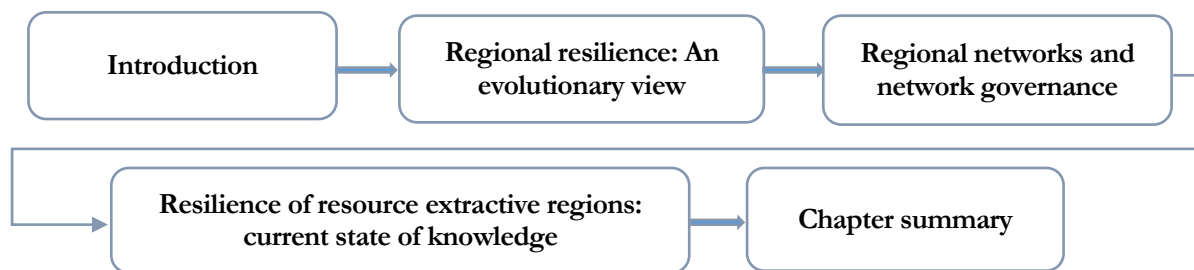 Introduction
Regional resilience: An
evolutionary view
Regional networks and
network governance
Resilience of resource extractive regions:
current state of knowledge
Chapter summary